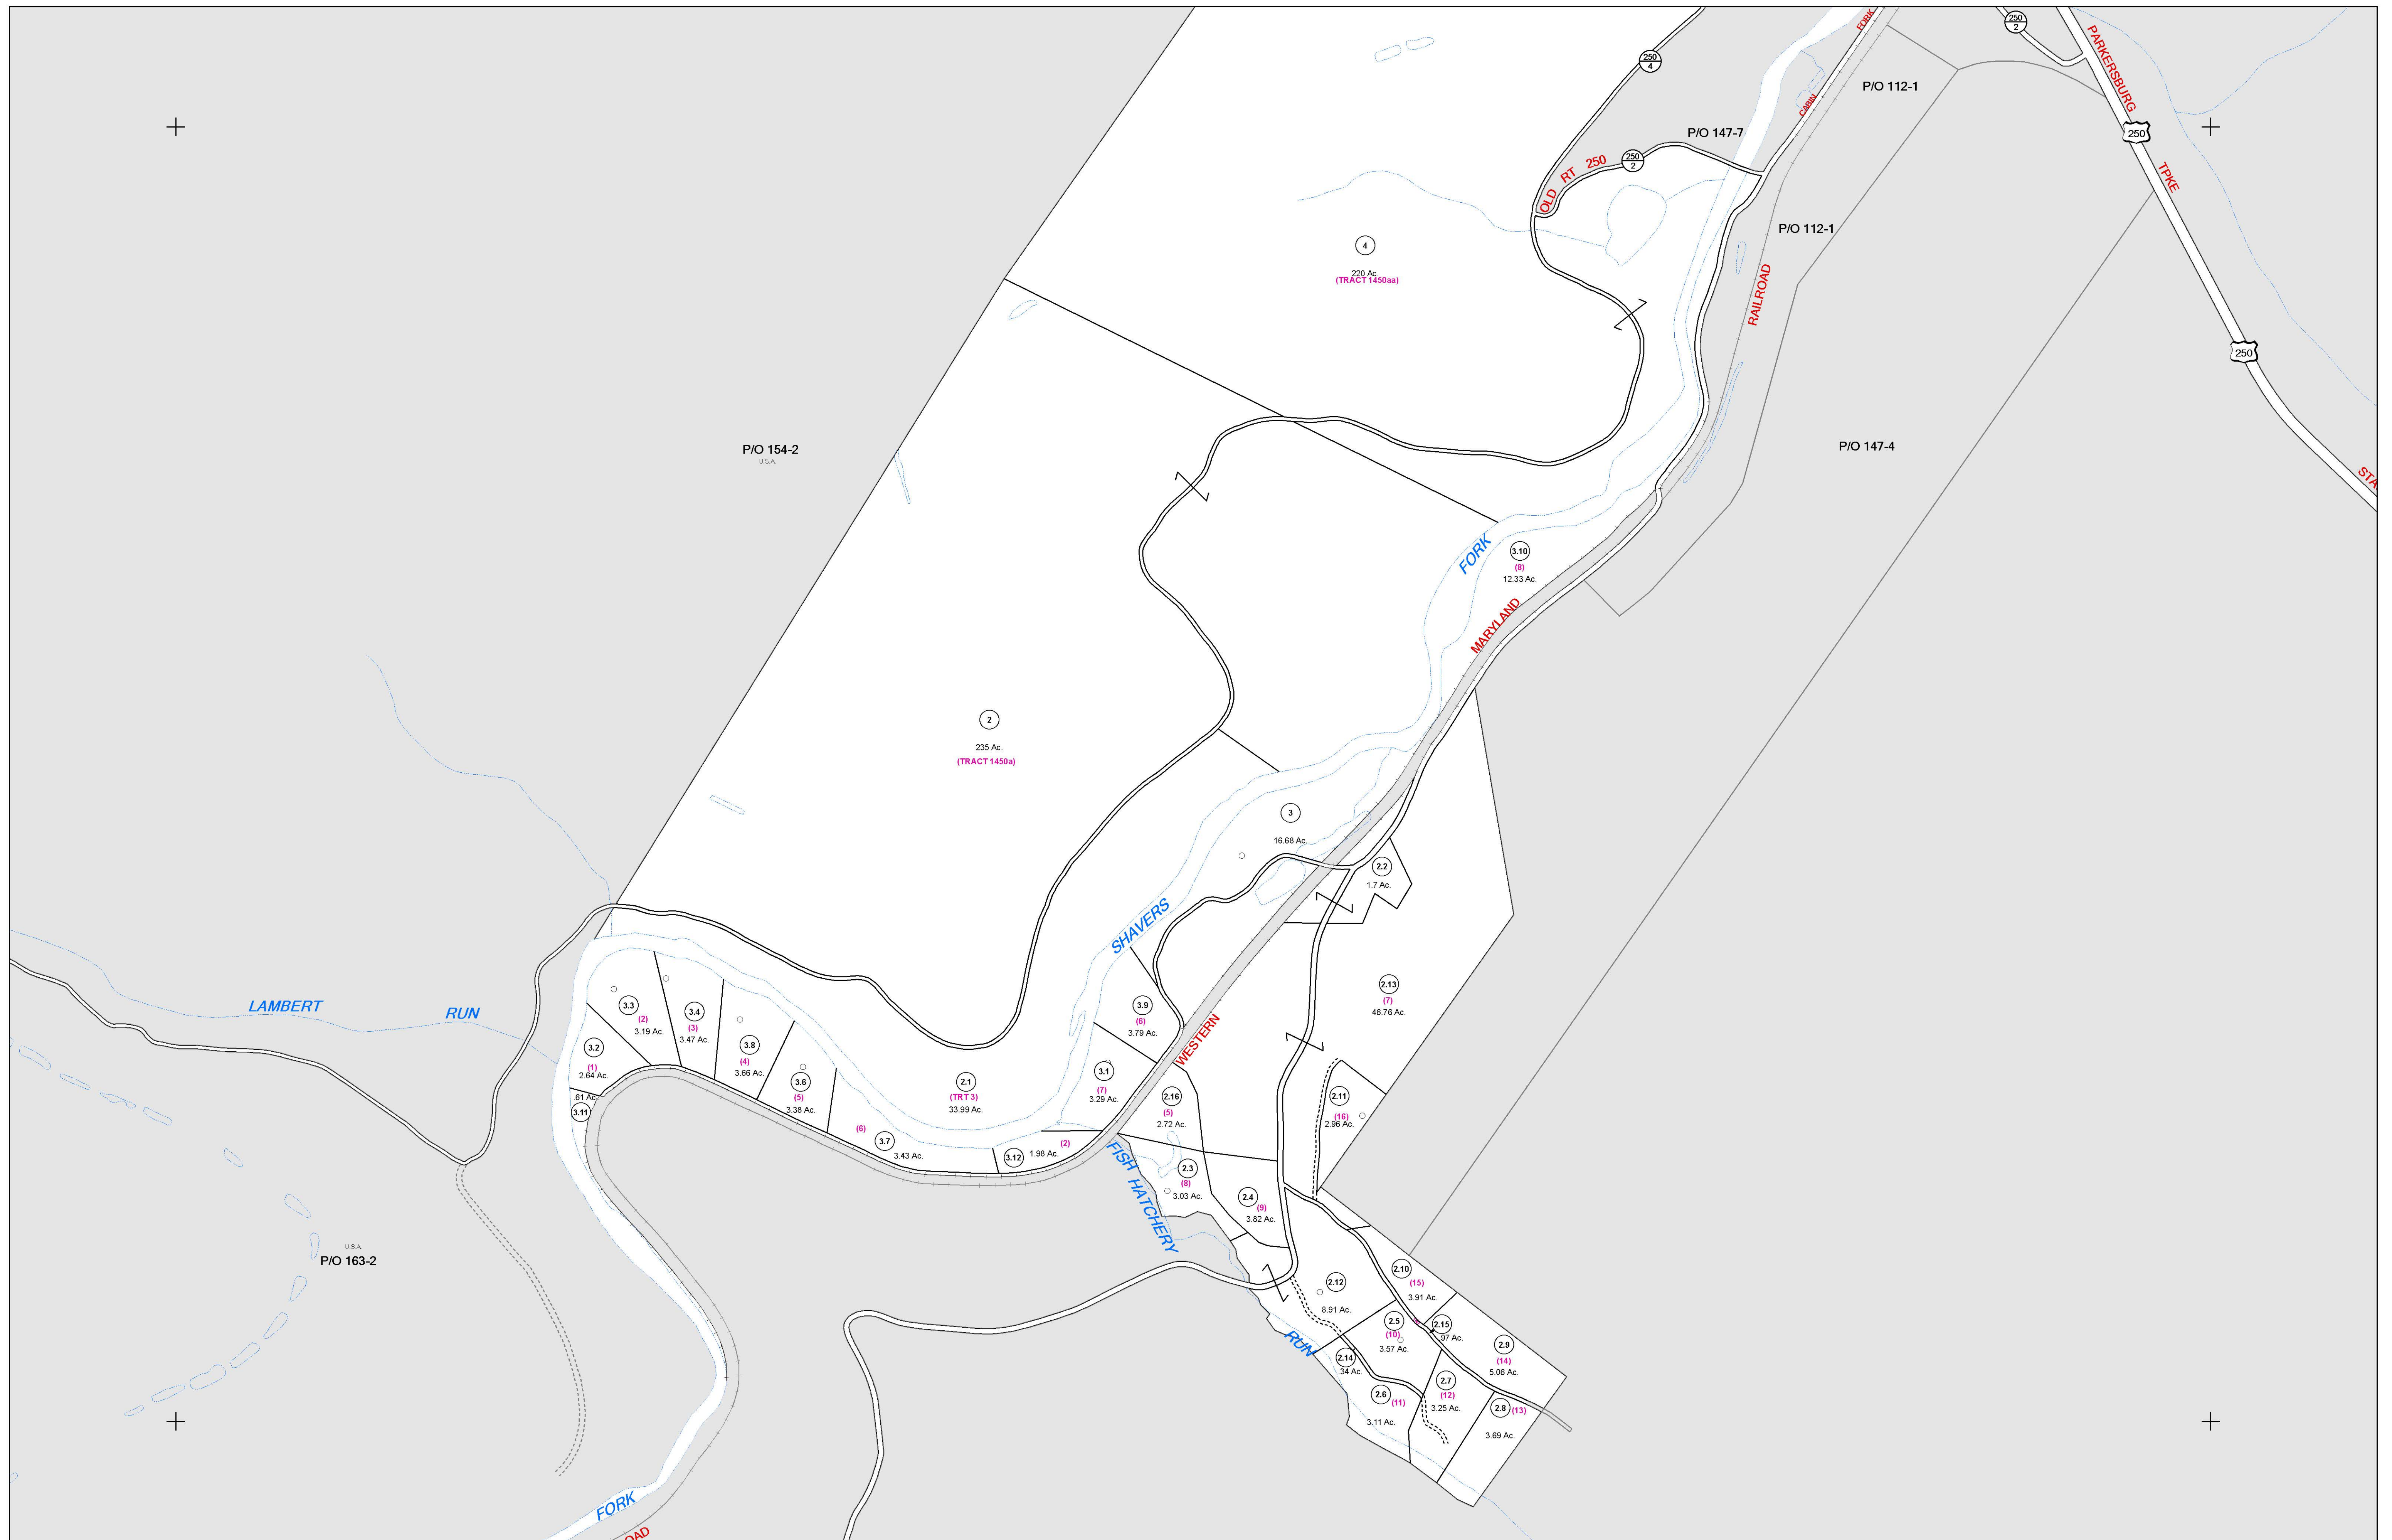 FORK
250
2
PARKERSBURG
250
4
P/O 112-1
CABIN
250
P/O 147-7
OLD RT 250
250
2
TPKE
P/O 112-1
4
220 Ac.
(TRACT 1450aa)
RAILROAD
250
P/O 154-2
U.S.A.
P/O 147-4
STA
FORK
3.10
(8)
12.33 Ac.
MARYLAND
2
235 Ac.
(TRACT 1450a)
3
16.68 Ac.
2.2
1.7 Ac.
SHAVERS
LAMBERT RUN
3.3
(2)
3.19 Ac.
3.4
(3)
3.47 Ac.
3.9
(6)
3.79 Ac.
2.13
(7)
46.76 Ac.
WESTERN
3.2
(1)
2.64 Ac.
3.8
(4)
3.66 Ac.
3.6
(5)
3.38 Ac.
2.1
(TRT 3)
33.99 Ac.
3.1
(7)
3.29 Ac.
2.16
(5)
2.72 Ac.
2.11
(16)
2.96 Ac.
.61 Ac.
3.11
(6)
3.7
3.43 Ac.
3.12
1.98 Ac.
(2)
FISH HATCHERY
2.3
(8)
3.03 Ac.
2.4
(9)
3.82 Ac.
U.S.A.
P/O 163-2
2.12
8.91 Ac.
2.10
(15)
3.91 Ac.
RUN
2.5
(10)
3.57 Ac.
2.15
.97 Ac.
2.9
(14)
5.06 Ac.
2.14
.34 Ac.
2.6
(11)
3.11 Ac.
2.7
(12)
3.25 Ac.
2.8
(13)
3.69 Ac.
FORK
OAD